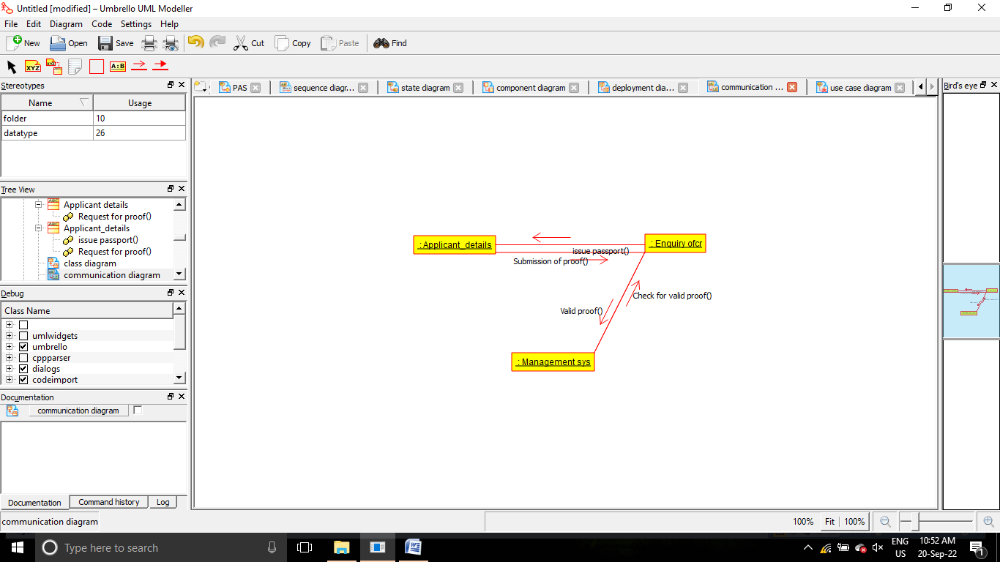 Untitled [modified] – Umbrello UML Modeller
File Edit Diagram Code Settings Help
New Open Save Cut Copy Paste Find
XYZ XYZ A:B
Stereotypes
Name Usage
folder 10
datatype 26
Tree View
Applicant details
Request for proof()
Applicant_details
issue passport()
Request for proof()
class diagram
communication diagram
Debug
Class Name
umlwidgets
umbrello
cppparser
dialogs
codeimport
Documentation
communication diagram
Documentation Command history Log
communication diagram
PAS sequence diagr... state diagram component diagram deployment dia... communication ... use case diagram
: Applicant_details
: Enquiry ofcr
issue passport()
Submission of proof()
Check for valid proof()
Valid proof()
: Management sys
Bird's eye
100% Fit 100%
Type here to search
ENG
US
10:52 AM
20-Sep-22
1